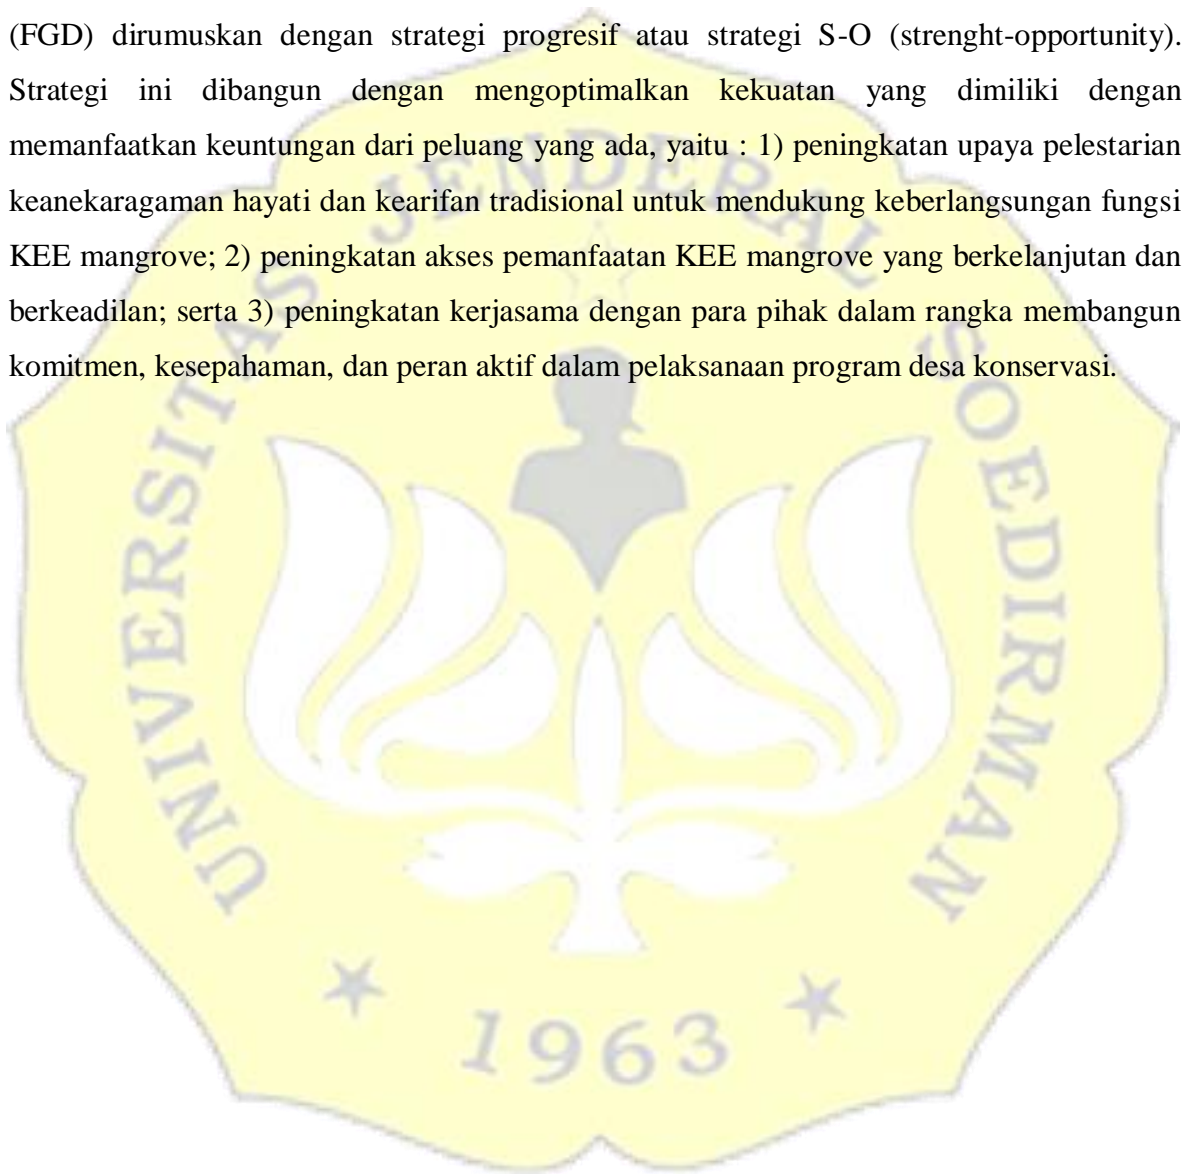 (FGD) dirumuskan dengan strategi progresif atau strategi S-O (strenght-opportunity).
Strategi ini dibangun dengan mengoptimalkan kekuatan yang dimiliki dengan
memanfaatkan keuntungan dari peluang yang ada, yaitu : 1) peningkatan upaya pelestarian
keanekaragaman hayati dan kearifan tradisional untuk mendukung keberlangsungan fungsi
KEE mangrove; 2) peningkatan akses pemanfaatan KEE mangrove yang berkelanjutan dan
berkeadilan; serta 3) peningkatan kerjasama dengan para pihak dalam rangka membangun
komitmen, kesepahaman, dan peran aktif dalam pelaksanaan program desa konservasi.
UNIVERSITAS JENDERAL SOEDIRMAN
1963